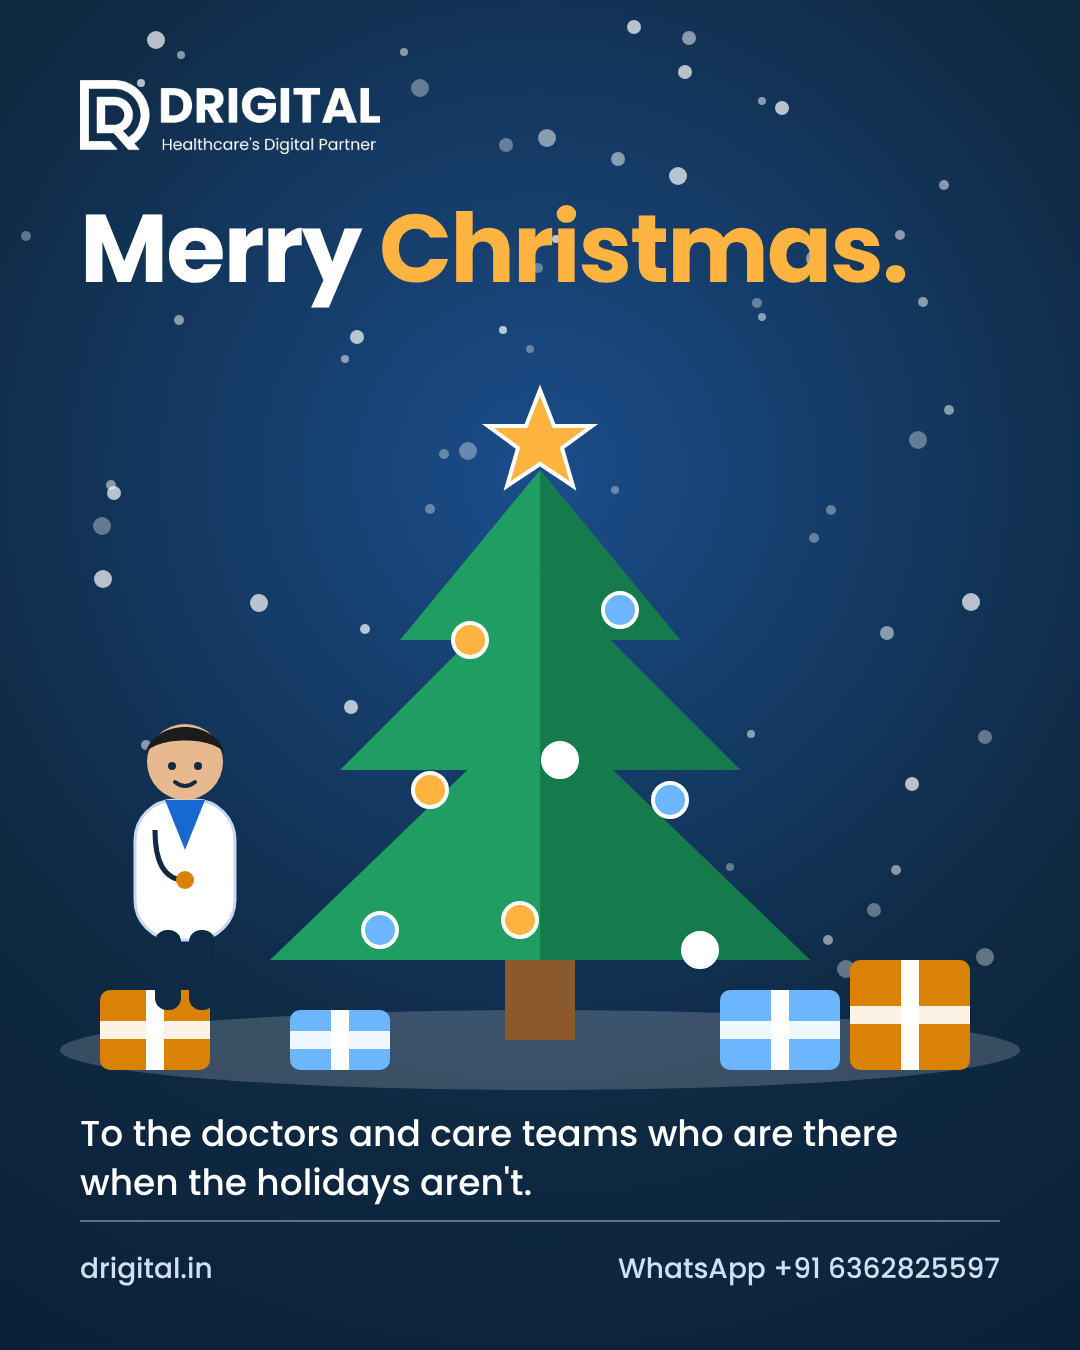 DRIGITAL
Healthcare's Digital Partner
Merry Christmas.
To the doctors and care teams who are there
when the holidays aren't.
drigital.in
WhatsApp +91 6362825597